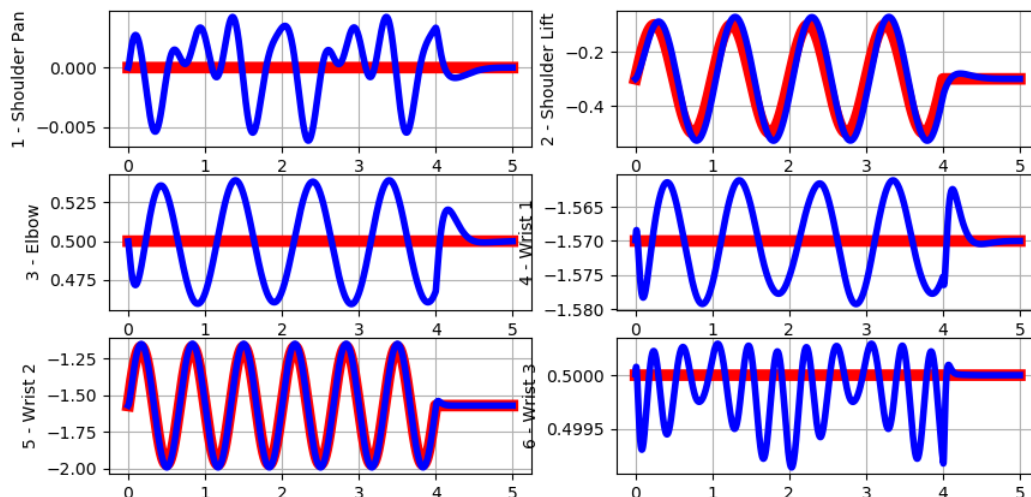 1 - Shoulder Pan
0.000
−0.005
0 1 2 3 4 5
2 - Shoulder Lift
−0.2
−0.4
0 1 2 3 4 5
3 - Elbow
0.525
0.500
0.475
0 1 2 3 4 5
4 - Wrist 1
−1.565
−1.570
−1.575
−1.580
0 1 2 3 4 5
5 - Wrist 2
−1.25
−1.50
−1.75
−2.00
0 1 2 3 4 5
6 - Wrist 3
0.5000
0.4995
0 1 2 3 4 5